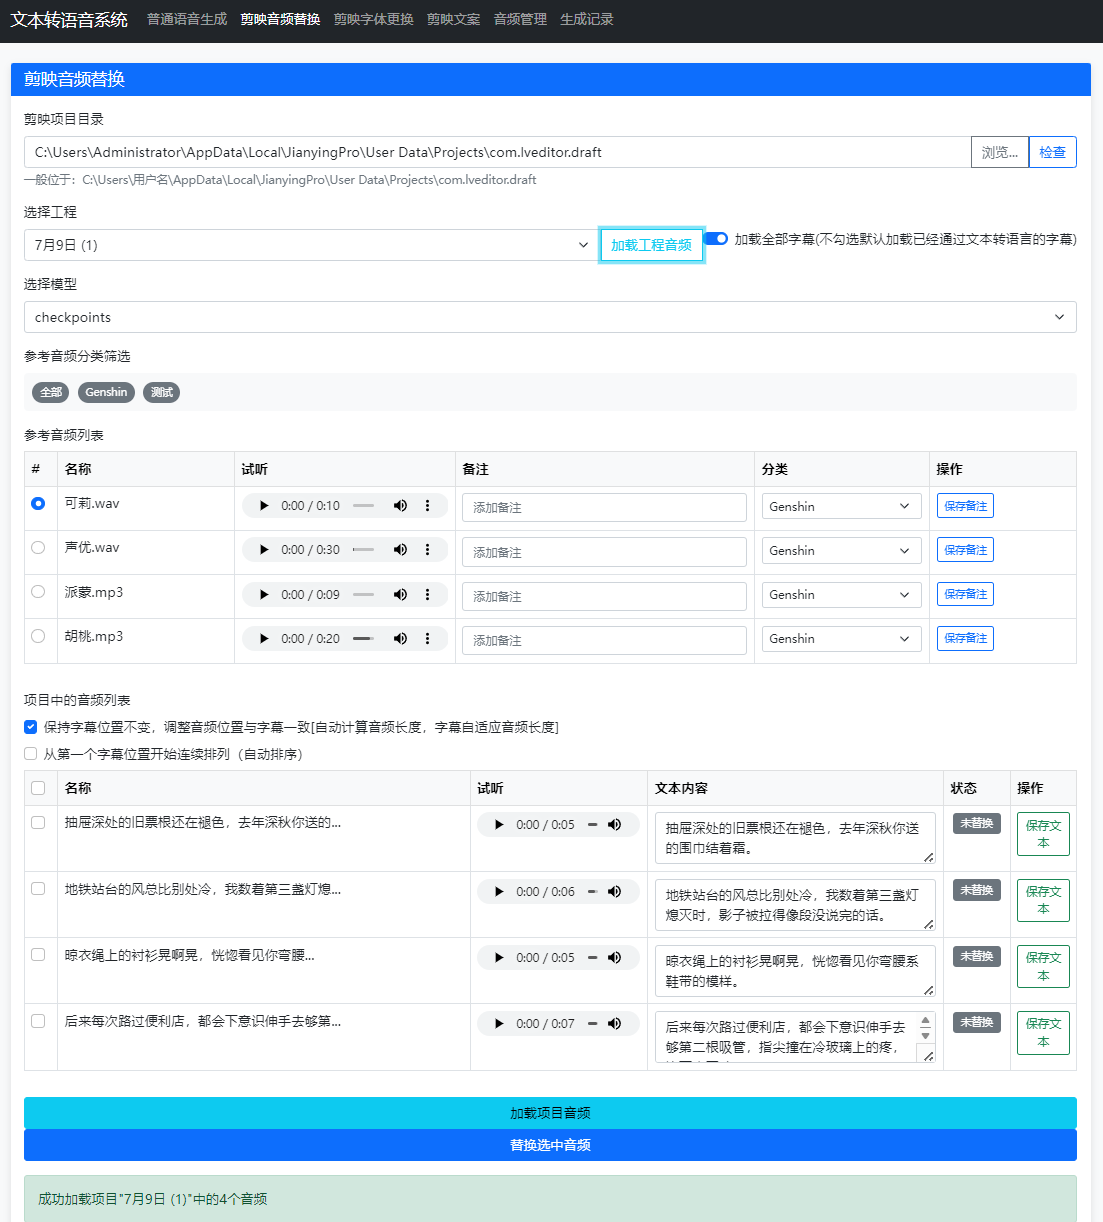 文本转语音系统 普通语音生成 剪映音频替换 剪映字体更换 剪映文案 音频管理 生成记录
剪映音频替换
剪映项目目录
C:\Users\Administrator\AppData\Local\JianyingPro\User Data\Projects\com.lveditor.draft 浏览... 检查
一般位于：C:\Users\用户名\AppData\Local\JianyingPro\User Data\Projects\com.lveditor.draft
选择工程
7月9日 (1) 加载工程音频 加载全部字幕(不勾选默认加载已经通过文本转语言的字幕)
选择模型
checkpoints
参考音频分类筛选
全部 Genshin 测试
参考音频列表
# 名称 试听 备注 分类 操作
可莉.wav 0:00 / 0:10 添加备注 Genshin 保存备注
声优.wav 0:00 / 0:30 添加备注 Genshin 保存备注
派蒙.mp3 0:00 / 0:09 添加备注 Genshin 保存备注
胡桃.mp3 0:00 / 0:20 添加备注 Genshin 保存备注
项目中的音频列表
保持字幕位置不变，调整音频位置与字幕一致[自动计算音频长度，字幕自适应音频长度]
从第一个字幕位置开始连续排列（自动排序）
名称 试听 文本内容 状态 操作
抽屉深处的旧票根还在褪色，去年深秋你送的... 0:00 / 0:05 抽屉深处的旧票根还在褪色，去年深秋你送 未替换 保存文
的围巾结着霜。 本
地铁站台的风总比别处冷，我数着第三盏灯熄... 0:00 / 0:06 地铁站台的风总比别处冷，我数着第三盏灯 未替换 保存文
熄灭时，影子被拉得像段没说完的话。 本
晾衣绳上的衬衫晃啊晃，恍惚看见你弯腰... 0:00 / 0:05 晾衣绳上的衬衫晃啊晃，恍惚看见你弯腰系 未替换 保存文
鞋带的模样。 本
后来每次路过便利店，都会下意识伸手去够第... 0:00 / 0:07 后来每次路过便利店，都会下意识伸手去 未替换 保存文
够第二根吸管，指尖撞在冷玻璃上的疼， 本
加载项目音频
替换选中音频
成功加载项目"7月9日 (1)"中的4个音频